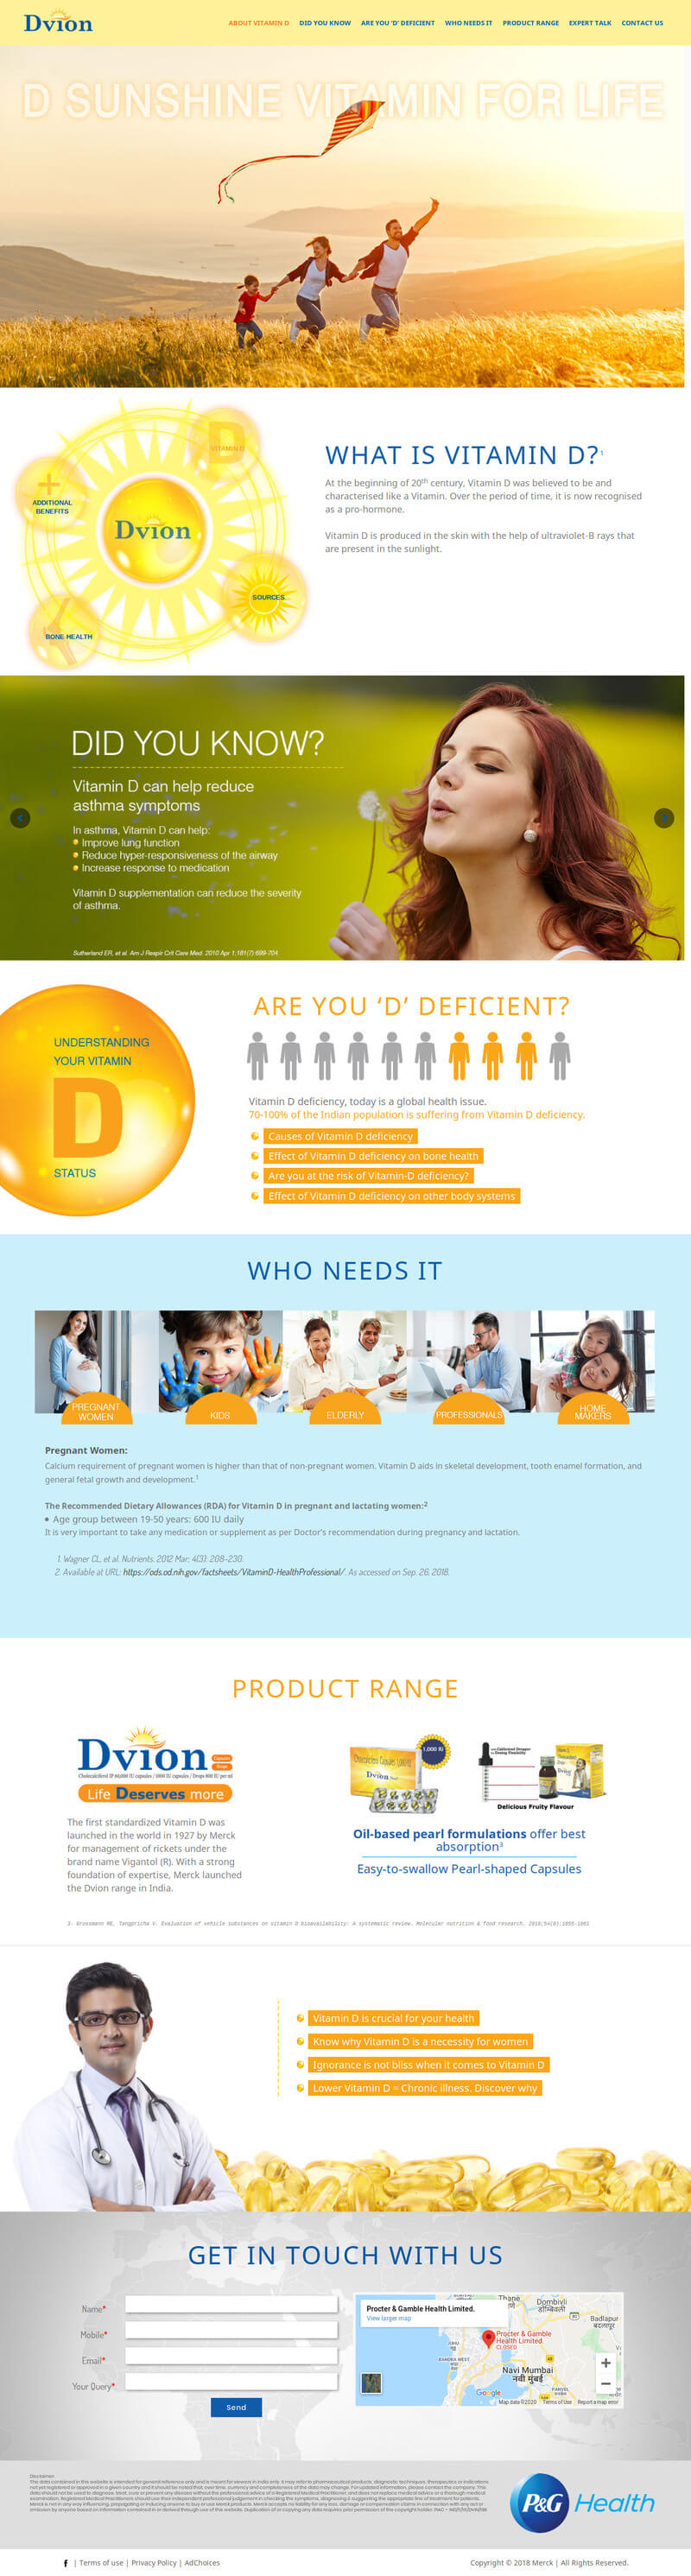 Dvion
ABOUT VITAMIN D DID YOU KNOW ARE YOU 'D' DEFICIENT WHO NEEDS IT PRODUCT RANGE EXPERT TALK CONTACT US
D SUNSHINE VITAMIN FOR LIFE
VITAMIN D
ADDITIONAL
BENEFITS
Dvion
SOURCES
BONE HEALTH
WHAT IS VITAMIN D?1
At the beginning of 20th century, Vitamin D was believed to be and
characterised like a Vitamin. Over the period of time, it is now recognised
as a pro-hormone.
Vitamin D is produced in the skin with the help of ultraviolet-B rays that
are present in the sunlight.
DID YOU KNOW?
Vitamin D can help reduce
asthma symptoms
In asthma, Vitamin D can help:
Improve lung function
Reduce hyper-responsiveness of the airway
Increase response to medication
Vitamin D supplementation can reduce the severity
of asthma.
Sutherland ER, et al. Am J Respir Crit Care Med. 2010 Apr 1;181(7) 699-704
UNDERSTANDING
YOUR VITAMIN
D
STATUS
ARE YOU ‘D’ DEFICIENT?
Vitamin D deficiency, today is a global health issue.
70-100% of the Indian population is suffering from Vitamin D deficiency.
Causes of Vitamin D deficiency
Effect of Vitamin D deficiency on bone health
Are you at the risk of Vitamin-D deficiency?
Effect of Vitamin D deficiency on other body systems
WHO NEEDS IT
PREGNANT
WOMEN
KIDS
ELDERLY
PROFESSIONALS
HOME
MAKERS
Pregnant Women:
Calcium requirement of pregnant women is higher than that of non-pregnant women. Vitamin D aids in skeletal development, tooth enamel formation, and
general fetal growth and development.1
The Recommended Dietary Allowances (RDA) for Vitamin D in pregnant and lactating women:2
• Age group between 19-50 years: 600 IU daily
It is very important to take any medication or supplement as per Doctor's recommendation during pregnancy and lactation.
1. Wagner CL, et al. Nutrients. 2012 Mar; 4(3): 208–230.
2. Available at URL: https://ods.od.nih.gov/factsheets/VitaminD-HealthProfessional/. As accessed on Sep. 26, 2018.
PRODUCT RANGE
Dvion
Life Deserves more
The first standardized Vitamin D was
launched in the world in 1927 by Merck
for management of rickets under the
brand name Vigantol (R). With a strong
foundation of expertise, Merck launched
the Dvion range in India.
1,000 IU
Dvion
Delicious Fruity Flavour
Oil-based pearl formulations offer best
absorption3
Easy-to-swallow Pearl-shaped Capsules
3- Grossmann RE, Tangpricha V. Evaluation of vehicle substances on vitamin D bioavailability: A systematic review. Molecular nutrition & food research. 2010;54(8):1055-1061
Vitamin D is crucial for your health
Know why Vitamin D is a necessity for women
Ignorance is not bliss when it comes to Vitamin D
Lower Vitamin D = Chronic illness. Discover why
GET IN TOUCH WITH US
Name*
Mobile*
Email*
Your Query*
Send
Procter & Gamble Health Limited.
View larger map
Thane
Dombivli
डोंबिवली
Badlapur
बदलापूर
Procter & Gamble
Health Limited
CLOSED
Navi Mumbai
नवी मुंबई
Google
Map data ©2020 Terms of Use Report a map error
Disclaimer:
P&G Health
f | Terms of use | Privacy Policy | AdChoices
Copyright © 2018 Merck | All Rights Reserved.